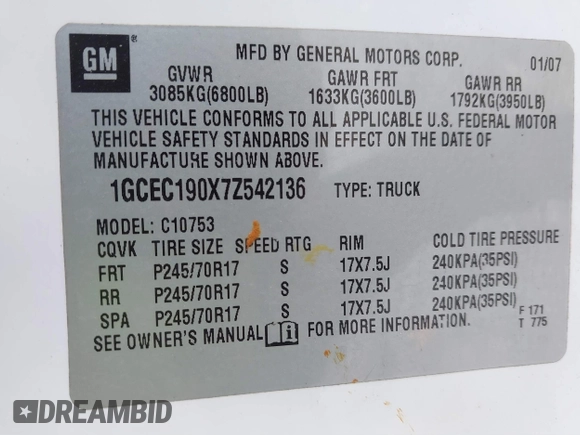 GM ®
MFD BY GENERAL MOTORS CORP. 01/07
GVWR GAWR FRT GAWR RR
3085KG(6800LB) 1633KG(3600LB) 1792KG(3950LB)
THIS VEHICLE CONFORMS TO ALL APPLICABLE U.S. FEDERAL MOTOR
VEHICLE SAFETY STANDARDS IN EFFECT ON THE DATE OF
MANUFACTURE SHOWN ABOVE.
1GCEC190X7Z542136 TYPE: TRUCK
MODEL: C10753
CQVK TIRE SIZE SPEED RTG RIM COLD TIRE PRESSURE
FRT P245/70R17 S 17X7.5J 240KPA(35PSI)
RR P245/70R17 S 17X7.5J 240KPA(35PSI)
SPA P245/70R17 S 17X7.5J 240KPA(35PSI)
SEE OWNER'S MANUAL i FOR MORE INFORMATION.
F 171
T 775
DREAMBID